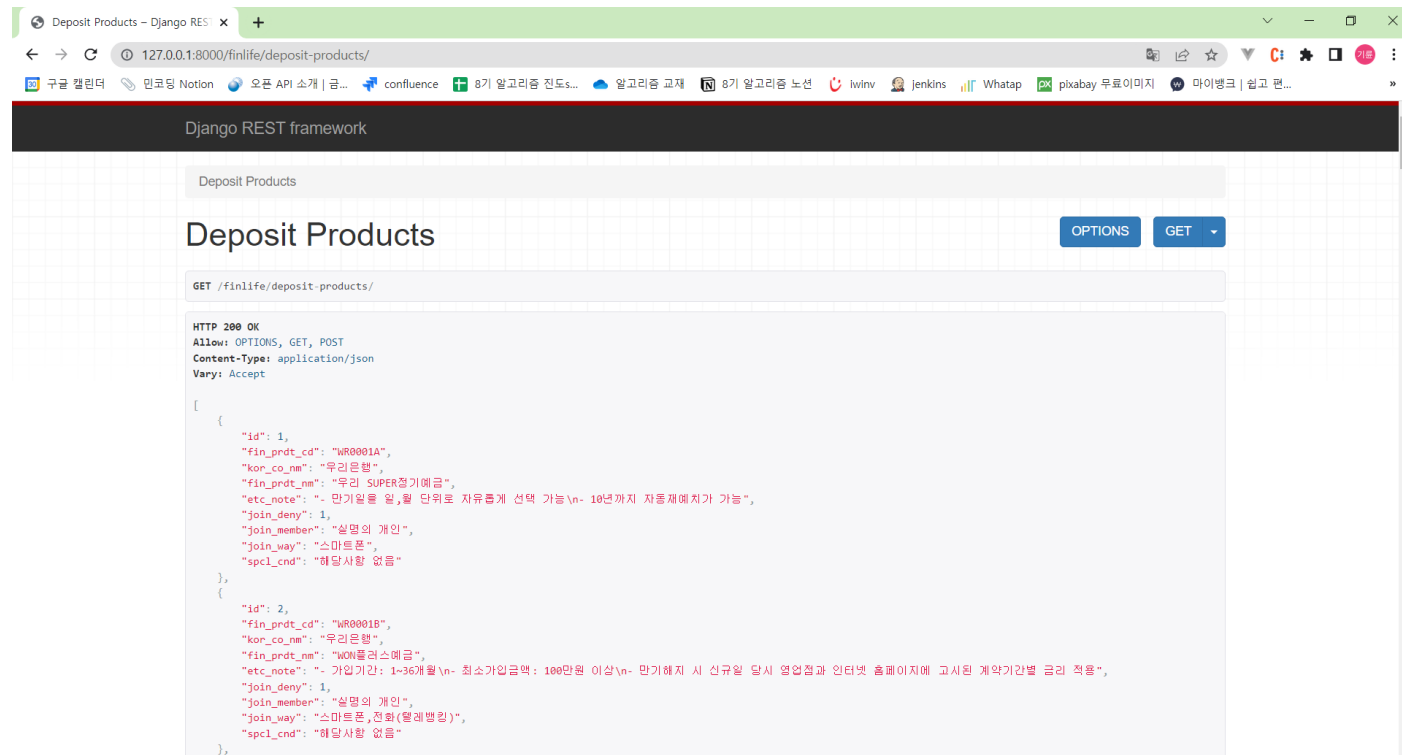 Deposit Products – Django RES
127.0.0.1:8000/finlife/deposit-products/
기륜
30 구글 캘린더 민코딩 Notion 오픈 API 소개 | 금... confluence 8기 알고리즘 진도s... 알고리즘 교재 8기 알고리즘 노션 iwinv jenkins Whatap px pixabay 무료이미지 마이뱅크 | 쉽고 편... »
Django REST framework
Deposit Products
Deposit Products
OPTIONS GET
GET /finlife/deposit-products/
HTTP 200 OK
Allow: OPTIONS, GET, POST
Content-Type: application/json
Vary: Accept
[
{
"id": 1,
"fin_prdt_cd": "WR0001A",
"kor_co_nm": "우리은행",
"fin_prdt_nm": "우리 SUPER정기예금",
"etc_note": "- 만기일을 일,월 단위로 자유롭게 선택 가능\n- 10년까지 자동재예치가 가능",
"join_deny": 1,
"join_member": "실명의 개인",
"join_way": "스마트폰",
"spcl_cnd": "해당사항 없음"
},
{
"id": 2,
"fin_prdt_cd": "WR0001B",
"kor_co_nm": "우리은행",
"fin_prdt_nm": "WON플러스예금",
"etc_note": "- 가입기간: 1~36개월\n- 최소가입금액: 100만원 이상\n- 만기해지 시 신규일 당시 영업점과 인터넷 홈페이지에 고시된 계약기간별 금리 적용",
"join_deny": 1,
"join_member": "실명의 개인",
"join_way": "스마트폰,전화(텔레뱅킹)",
"spcl_cnd": "해당사항 없음"
},